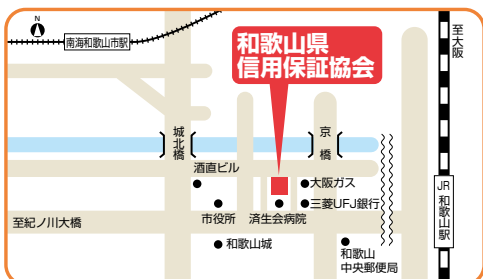 N
南海和歌山市駅
和歌山県
信用保証協会
至大阪
城北橋
京橋
酒直ビル
大阪ガス
市役所
済生会病院
三菱UFJ銀行
JR和歌山駅
至紀ノ川大橋
和歌山城
和歌山
中央郵便局